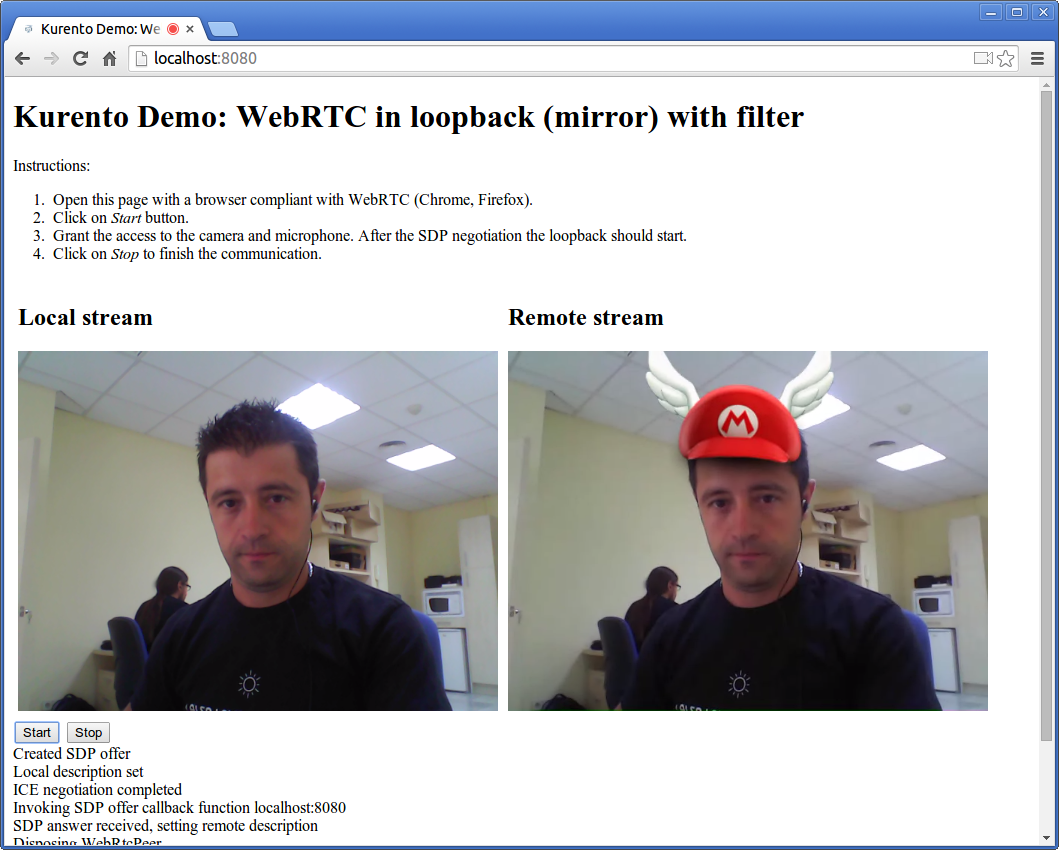 Kurento Demo: We
localhost:8080
Kurento Demo: WebRTC in loopback (mirror) with filter
Instructions:
1. Open this page with a browser compliant with WebRTC (Chrome, Firefox).
2. Click on Start button.
3. Grant the access to the camera and microphone. After the SDP negotiation the loopback should start.
4. Click on Stop to finish the communication.
Local stream
Remote stream
M
Start
Stop
Created SDP offer
Local description set
ICE negotiation completed
Invoking SDP offer callback function localhost:8080
SDP answer received, setting remote description
Disposing WebRtcPeer